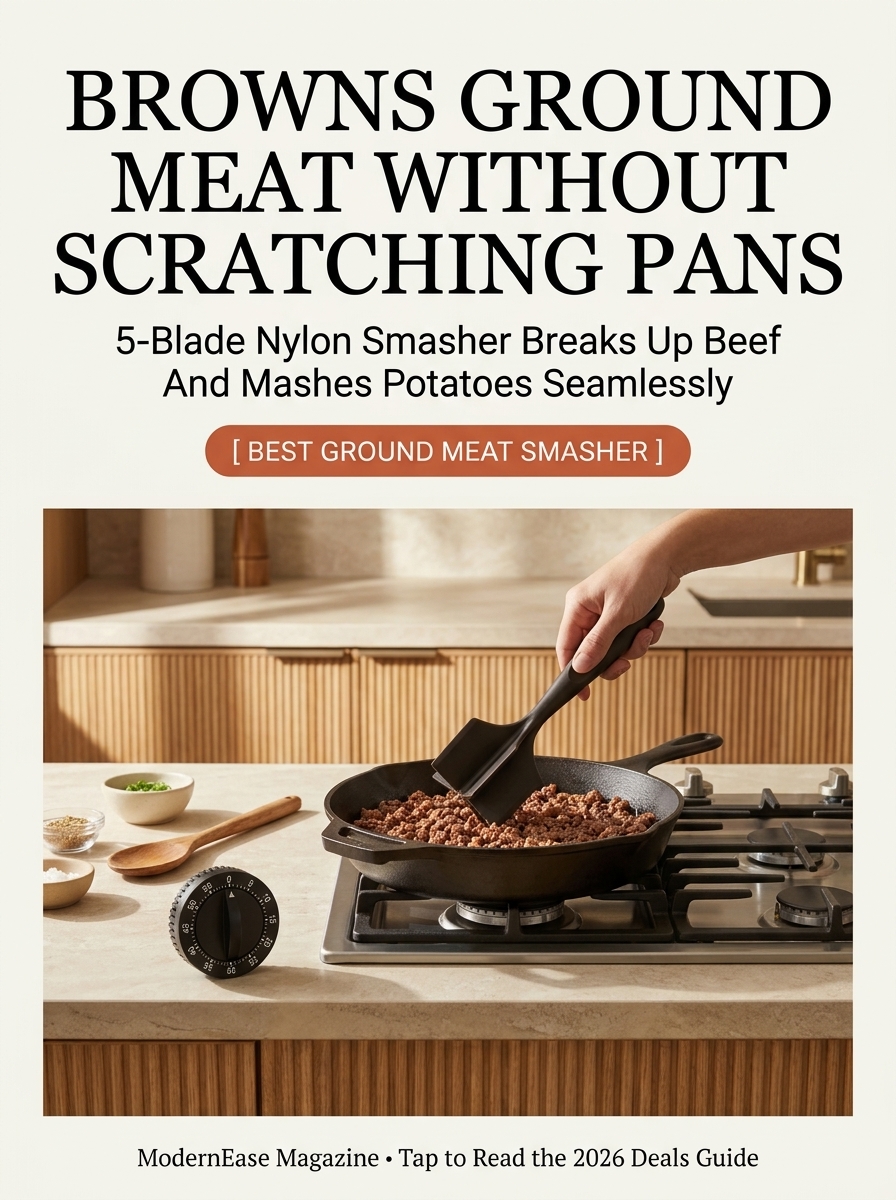 BROWNS GROUND
MEAT WITHOUT
SCRATCHING PANS
5-Blade Nylon Smasher Breaks Up Beef
And Mashes Potatoes Seamlessly
[ BEST GROUND MEAT SMASHER ]
ModernEase Magazine • Tap to Read the 2026 Deals Guide